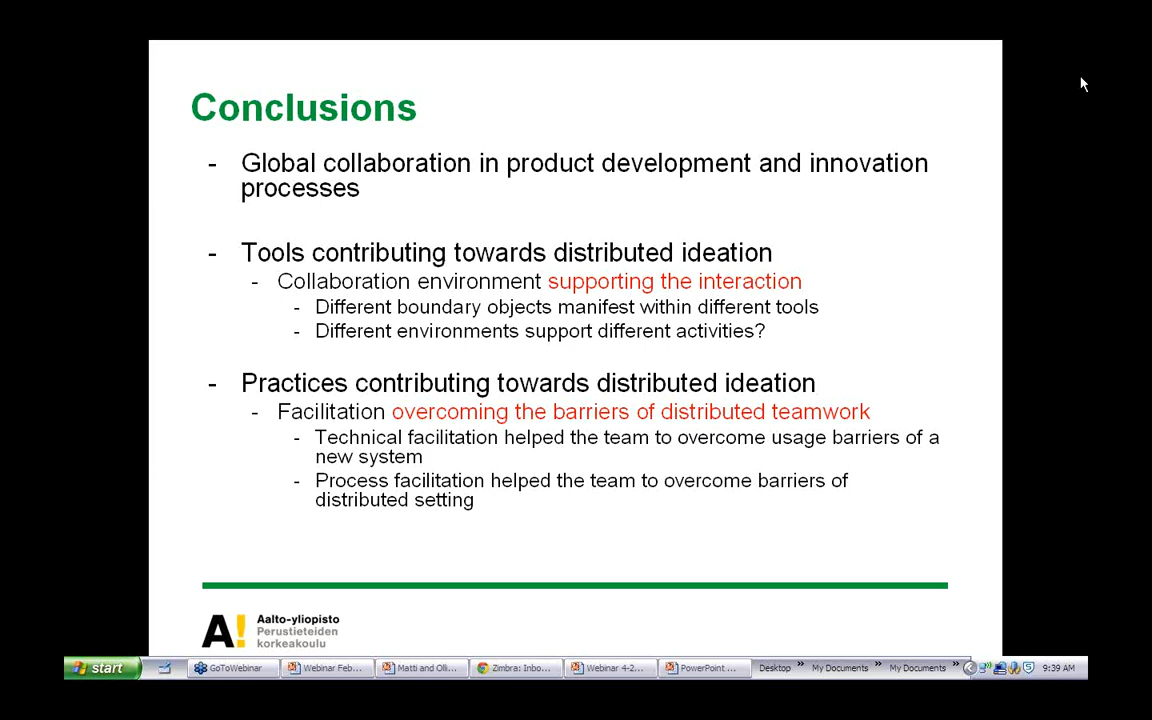 Conclusions
- Global collaboration in product development and innovation
processes
- Tools contributing towards distributed ideation
- Collaboration environment supporting the interaction
- Different boundary objects manifest within different tools
- Different environments support different activities?
- Practices contributing towards distributed ideation
- Facilitation overcoming the barriers of distributed teamwork
- Technical facilitation helped the team to overcome usage barriers of a
new system
- Process facilitation helped the team to overcome barriers of
distributed setting
A!
Aalto-yliopisto
Perustieteiden
korkeakoulu
start GoToWebinar Webinar Feb... Matti and Olli... Zimbra: Inbo... Webinar 4-2... PowerPoint ... Desktop » My Documents » My Documents » 9:39 AM